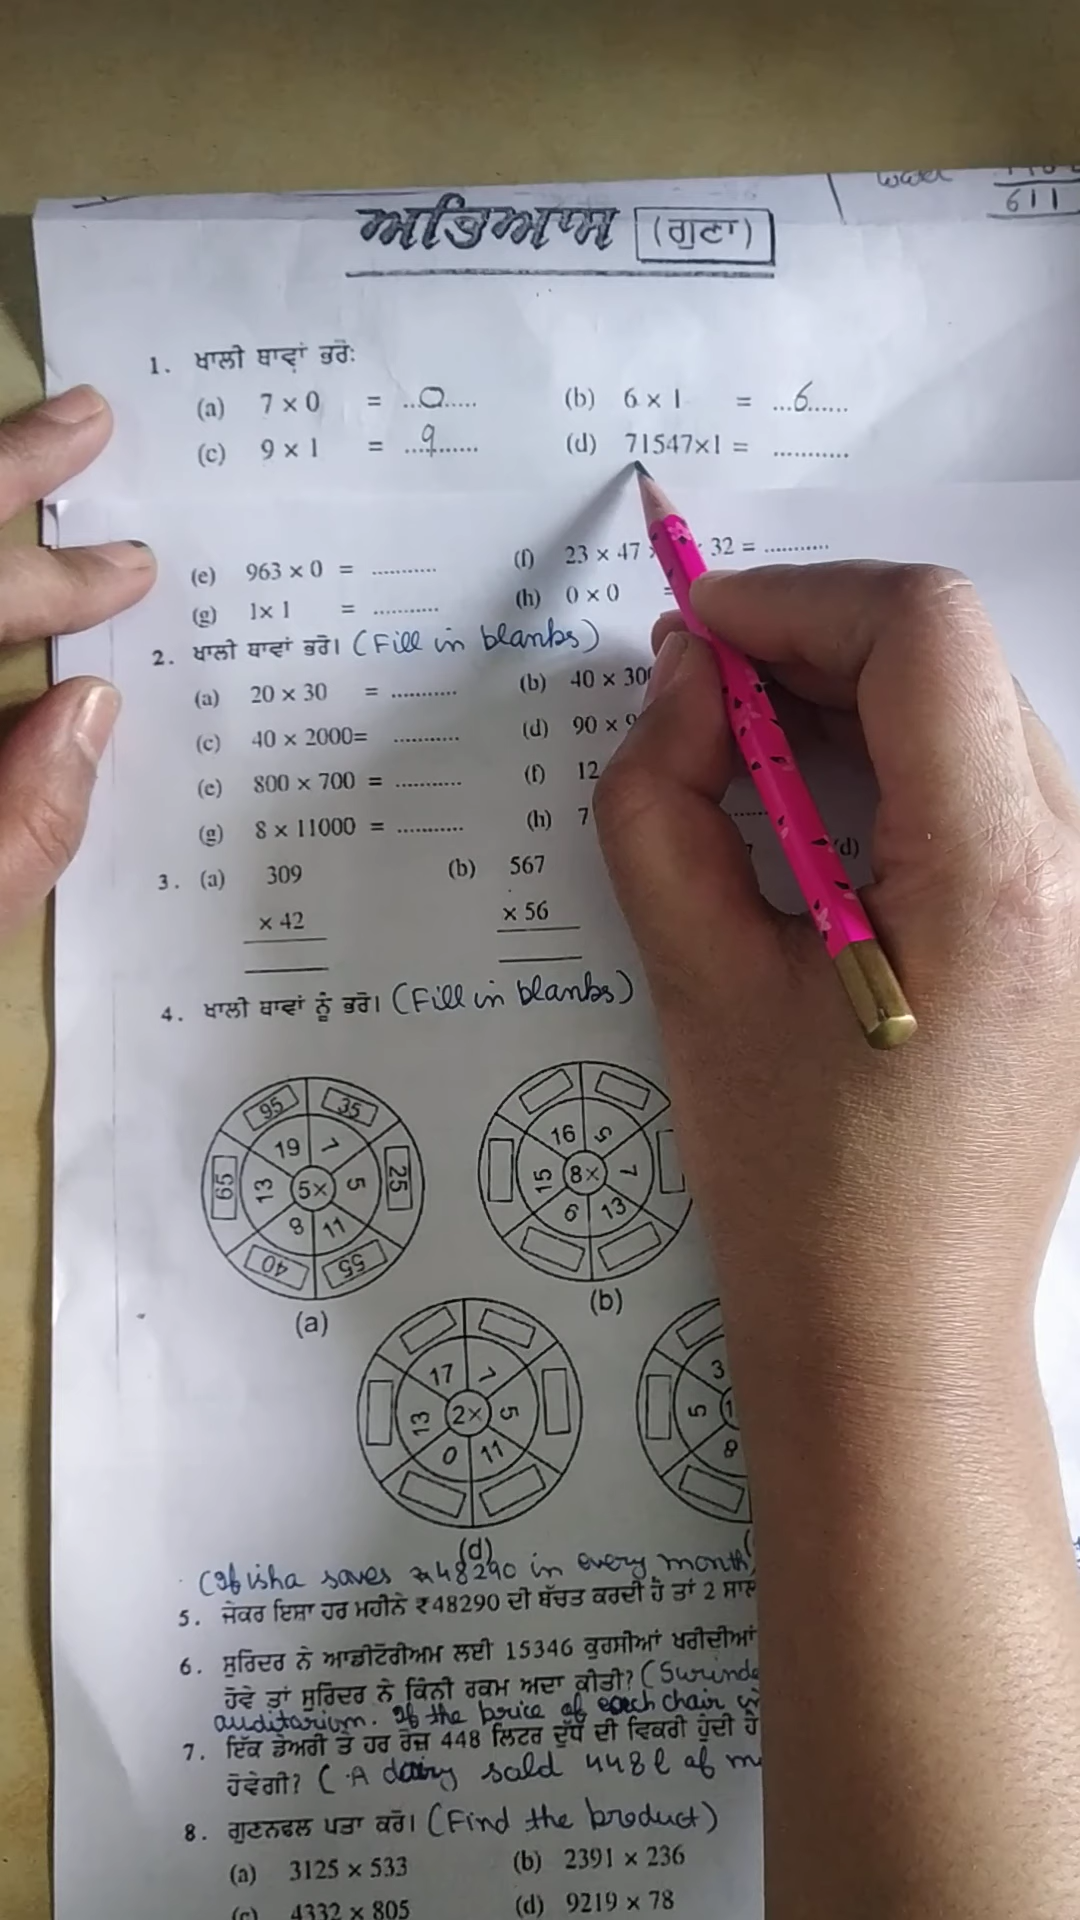 611
ਅਭਿਆਸ (ਗੁਣਾ)
1. ਖਾਲੀ ਥਾਵਾਂ ਭਰੋ:
(a) 7 × 0 = ...0..... (b) 6 × 1 = ...6......
(c) 9 × 1 = ...9....... (d) 71547×1 = ...........
(e) 963 × 0 = ........... (f) 23 × 47 32 = ...........
(g) 1× 1 = ........... (h) 0 × 0
2. ਖਾਲੀ ਥਾਵਾਂ ਭਰੋ। (Fill in blanks)
(a) 20 × 30 = ........... (b) 40 × 300
(c) 40 × 2000= ........... (d) 90 × 9
(e) 800 × 700 = ........... (f) 12
(g) 8 × 11000 = ........... (h) 7
3. (a) 309 (b) 567 (d)
× 42 × 56
4. ਖਾਲੀ ਥਾਵਾਂ ਨੂੰ ਭਰੋ। (Fill in blanks)
95 35 25 55 40 65
19 7 5 11 8 13 5×
(a)
16 5 7 13 6 15 8×
(b)
17 7 5 11 0 13 2×
(d)
3 5 8 1
(If isha saves ₹48290 in every month,
5. ਜੇਕਰ ਇਸ਼ਾ ਹਰ ਮਹੀਨੇ ₹48290 ਦੀ ਬੱਚਤ ਕਰਦੀ ਹੈ ਤਾਂ 2 ਸਾਲ
6. ਸੁਰਿੰਦਰ ਨੇ ਆਡੀਟੋਰੀਅਮ ਲਈ 15346 ਕੁਰਸੀਆਂ ਖਰੀਦੀਆਂ
ਹੋਵੇ ਤਾਂ ਸੁਰਿੰਦਰ ਨੇ ਕਿੰਨੀ ਰਕਮ ਅਦਾ ਕੀਤੀ? (Surinde
auditarium. If the price of each chair
7. ਇੱਕ ਡੇਅਰੀ ਤੇ ਹਰ ਰੋਜ਼ 448 ਲਿਟਰ ਦੁੱਧ ਦੀ ਵਿਕਰੀ ਹੁੰਦੀ ਹੈ
ਹੋਵੇਗੀ? (A dairy sald 448l of m
8. ਗੁਣਨਫਲ ਪਤਾ ਕਰੋ। (Find the product)
(a) 3125 × 533 (b) 2391 × 236
(c) 4332 × 805 (d) 9219 × 78